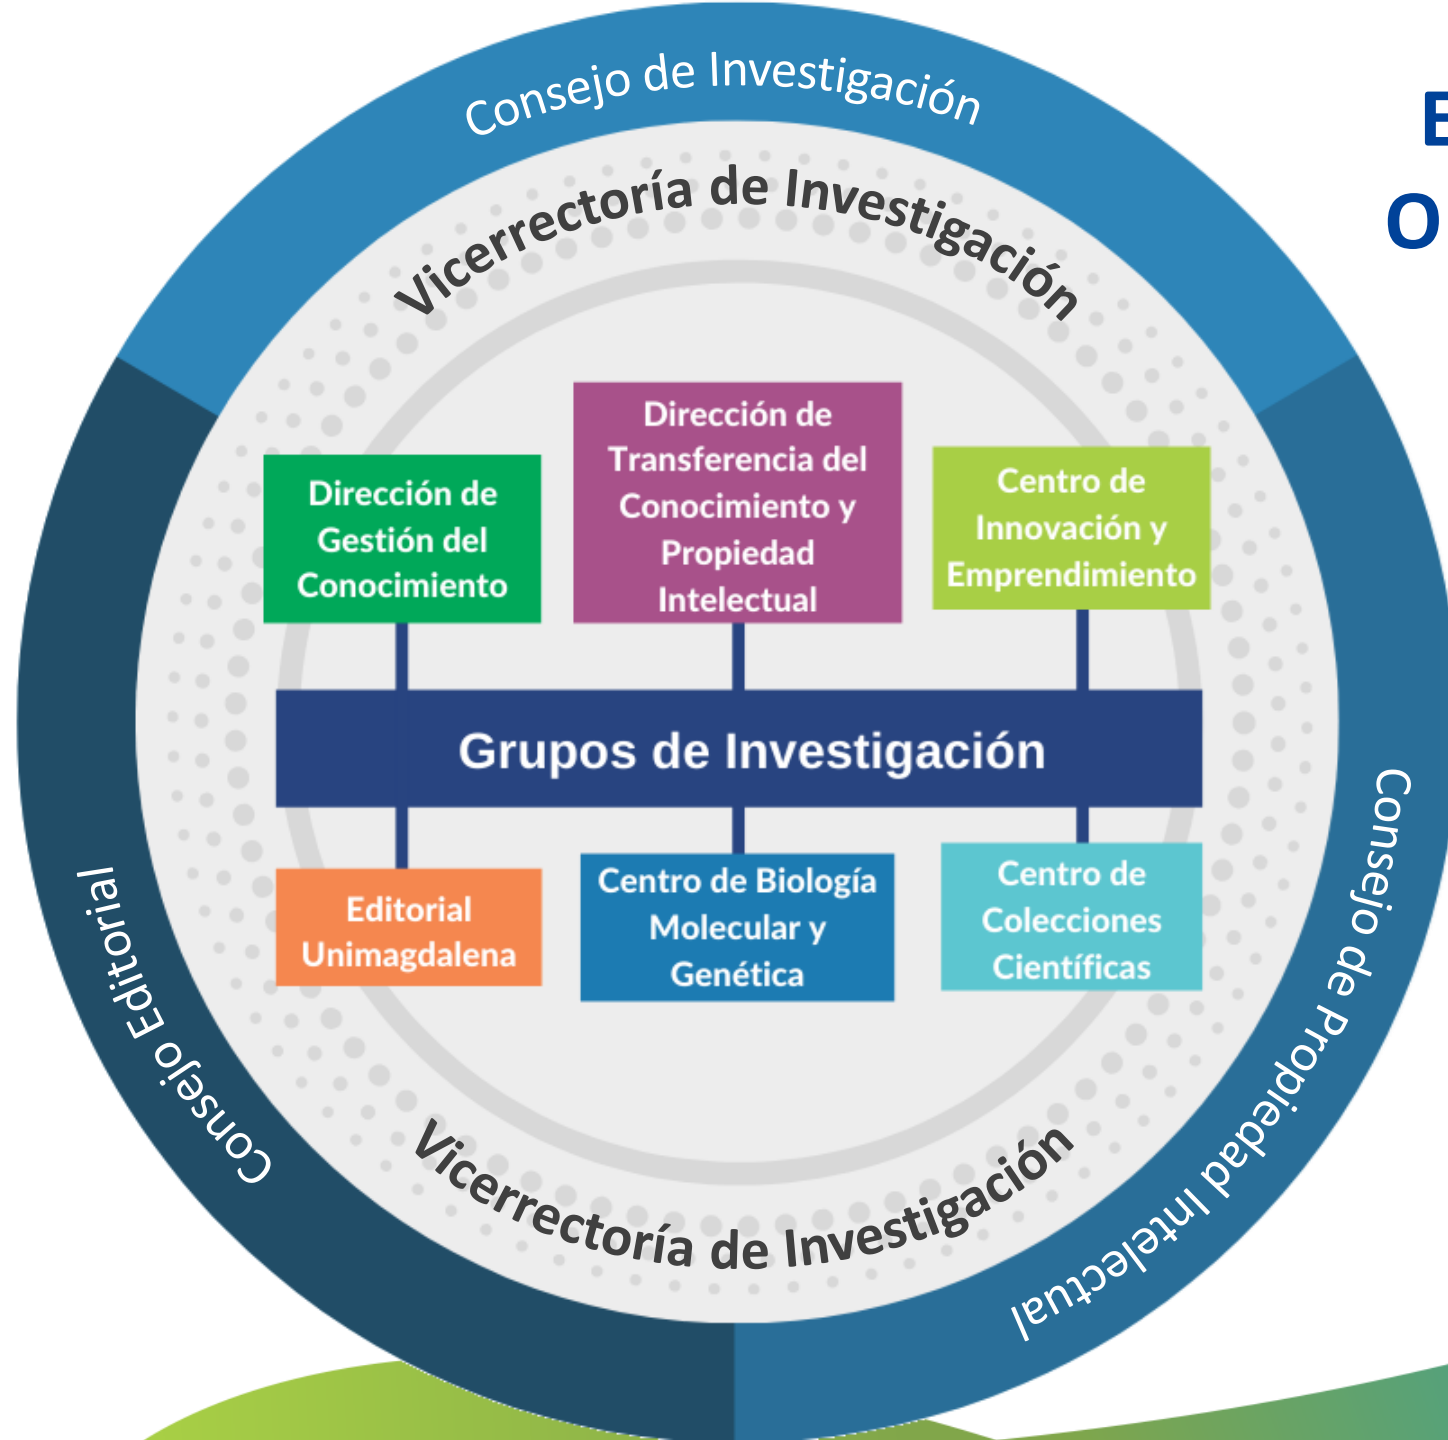 Consejo de Investigación
E
O
Vicerrectoría de Investigación
Dirección de
Gestión del
Conocimiento
Dirección de
Transferencia del
Conocimiento y
Propiedad
Intelectual
Centro de
Innovación y
Emprendimiento
Grupos de Investigación
Editorial
Unimagdalena
Centro de Biología
Molecular y
Genética
Centro de
Colecciones
Científicas
Consejo Editorial
Consejo de Propiedad Intelectual
Vicerrectoría de Investigación